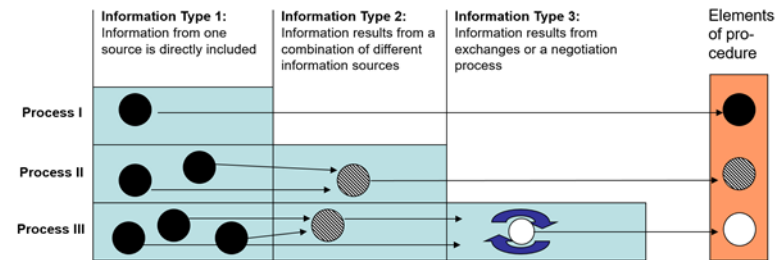 Information Type 1:
Information from one
source is directly included
Information Type 2:
Information results from a
combination of different
information sources
Information Type 3:
Information results from
exchanges or a negotiation
process
Elements
of pro-
cedure
Process I
Process II
Process III